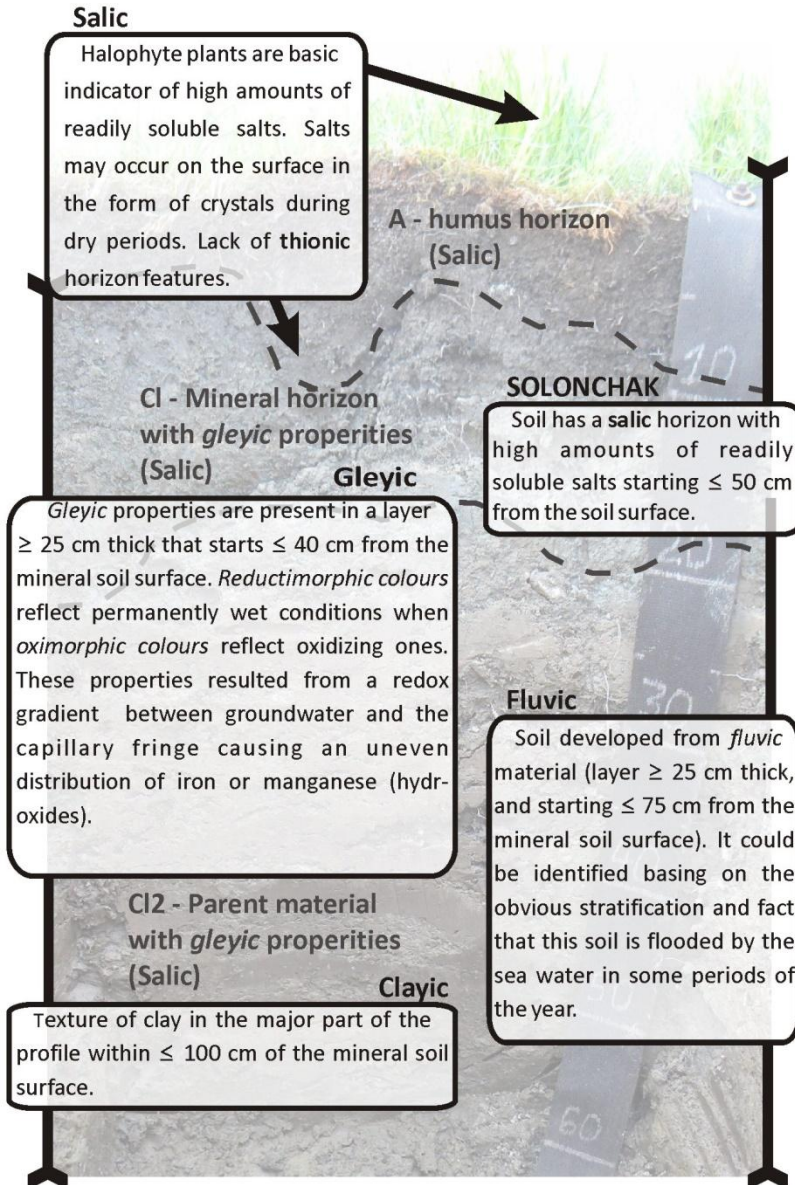 Salic
Halophyte plants are basic
indicator of high amounts of
readily soluble salts. Salts
may occur on the surface in
the form of crystals during
dry periods. Lack of thionic
horizon features.
A - humus horizon
(Salic)
10
Cl - Mineral horizon
with gleyic properities
(Salic)
SOLONCHAK
Soil has a salic horizon with
high amounts of readily
soluble salts starting ≤ 50 cm
from the soil surface.
Gleyic
Gleyic properties are present in a layer
≥ 25 cm thick that starts ≤ 40 cm from the
mineral soil surface. Reductimorphic colours
reflect permanently wet conditions when
oximorphic colours reflect oxidizing ones.
These properties resulted from a redox
gradient between groundwater and the
capillary fringe causing an uneven
distribution of iron or manganese (hydr-
oxides).
30
Fluvic
Soil developed from fluvic
material (layer ≥ 25 cm thick,
and starting ≤ 75 cm from the
mineral soil surface). It could
be identified basing on the
obvious stratification and fact
that this soil is flooded by the
sea water in some periods of
the year.
Cl2 - Parent material
with gleyic properities
(Salic)
Clayic
Texture of clay in the major part of the
profile within ≤ 100 cm of the mineral soil
surface.
60